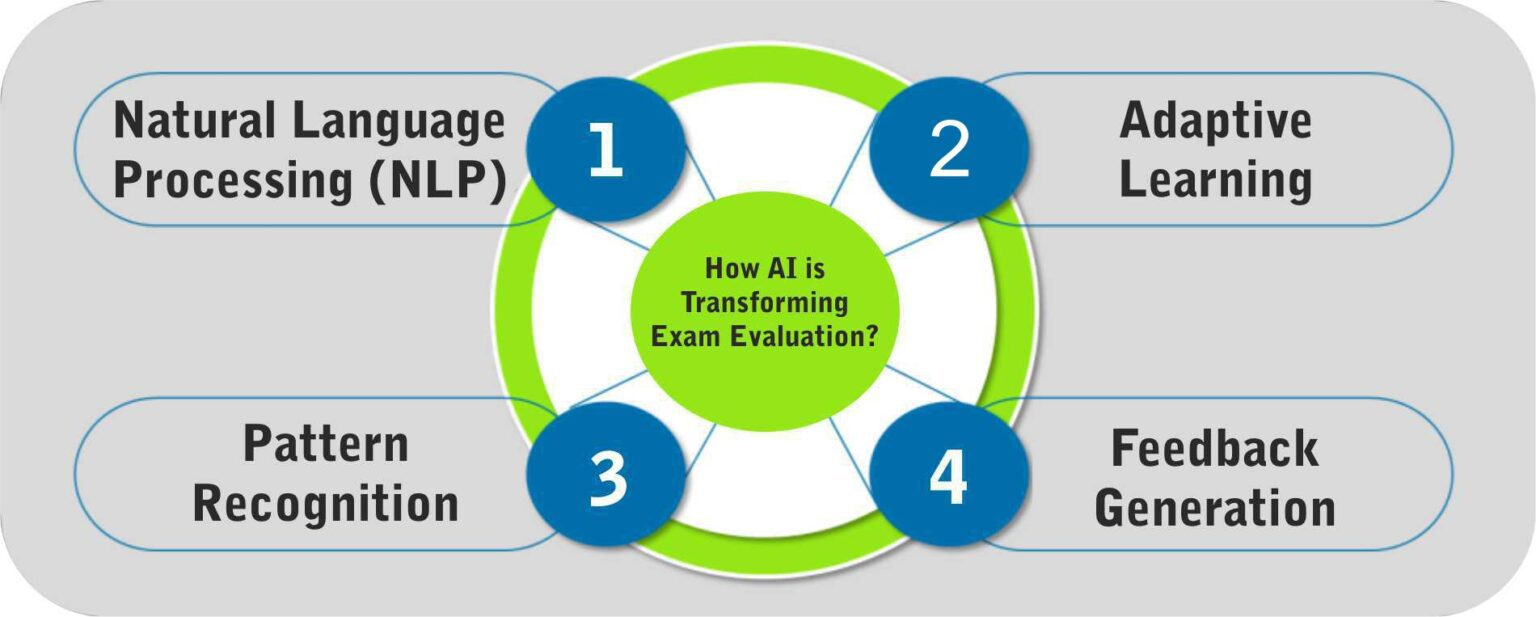 1
Natural Language
Processing (NLP)
2
Adaptive
Learning
How AI is
Transforming
Exam Evaluation?
3
Pattern
Recognition
4
Feedback
Generation